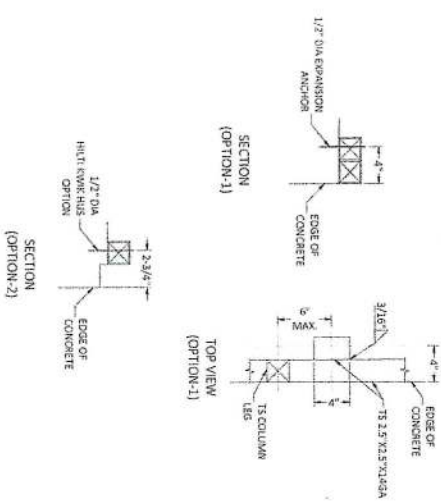 1/2" DIA EXPANSION
ANCHOR
4"
EDGE OF
CONCRETE
SECTION
(OPTION-1)
1/2" DIA
HILTI KWIK HUS
OPTION
2-3/4"
EDGE OF
CONCRETE
SECTION
(OPTION-2)
3/16"
4"
EDGE OF
CONCRETE
6"
MAX.
4"
TS 2.5"X2.5"X14GA
TS COLUMN
LEG
TOP VIEW
(OPTION-1)